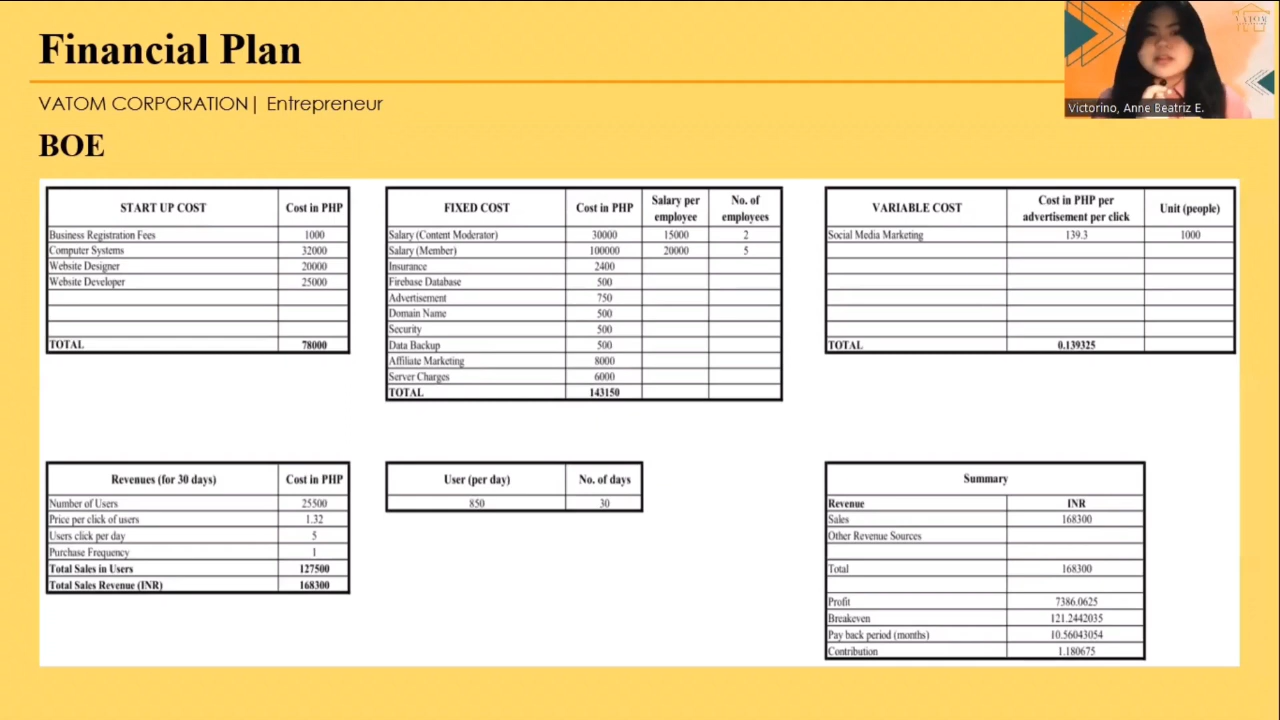 Financial Plan
VATOM CORPORATION| Entrepreneur
BOE
VATOM
Victorino, Anne Beatriz E.
START UP COST Cost in PHP
Business Registration Fees 1000
Computer Systems 32000
Website Designer 20000
Website Developer 25000
TOTAL 78000
FIXED COST Cost in PHP Salary per employee No. of employees
Salary (Content Moderator) 30000 15000 2
Salary (Member) 100000 20000 5
Insurance 2400
Firebase Database 500
Advertisement 750
Domain Name 500
Security 500
Data Backup 500
Affiliate Marketing 8000
Server Charges 6000
TOTAL 143150
VARIABLE COST Cost in PHP per advertisement per click Unit (people)
Social Media Marketing 139.3 1000
TOTAL 0.139325
Revenues (for 30 days) Cost in PHP
Number of Users 25500
Price per click of users 1.32
Users click per day 5
Purchase Frequency 1
Total Sales in Users 127500
Total Sales Revenue (INR) 168300
User (per day) No. of days
850 30
Summary
Revenue INR
Sales 168300
Other Revenue Sources
Total 168300
Profit 7386.0625
Breakeven 121.2442035
Pay back period (months) 10.56043054
Contribution 1.180675